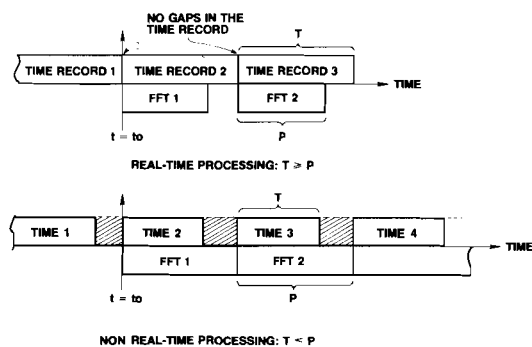 NO GAPS IN THE
TIME RECORD
T
TIME RECORD 1
TIME RECORD 2
TIME RECORD 3
TIME
FFT 1
FFT 2
t = to
P
REAL-TIME PROCESSING: T ≥ P
T
TIME 1
TIME 2
TIME 3
TIME 4
TIME
FFT 1
FFT 2
t = to
P
NON REAL-TIME PROCESSING: T < P